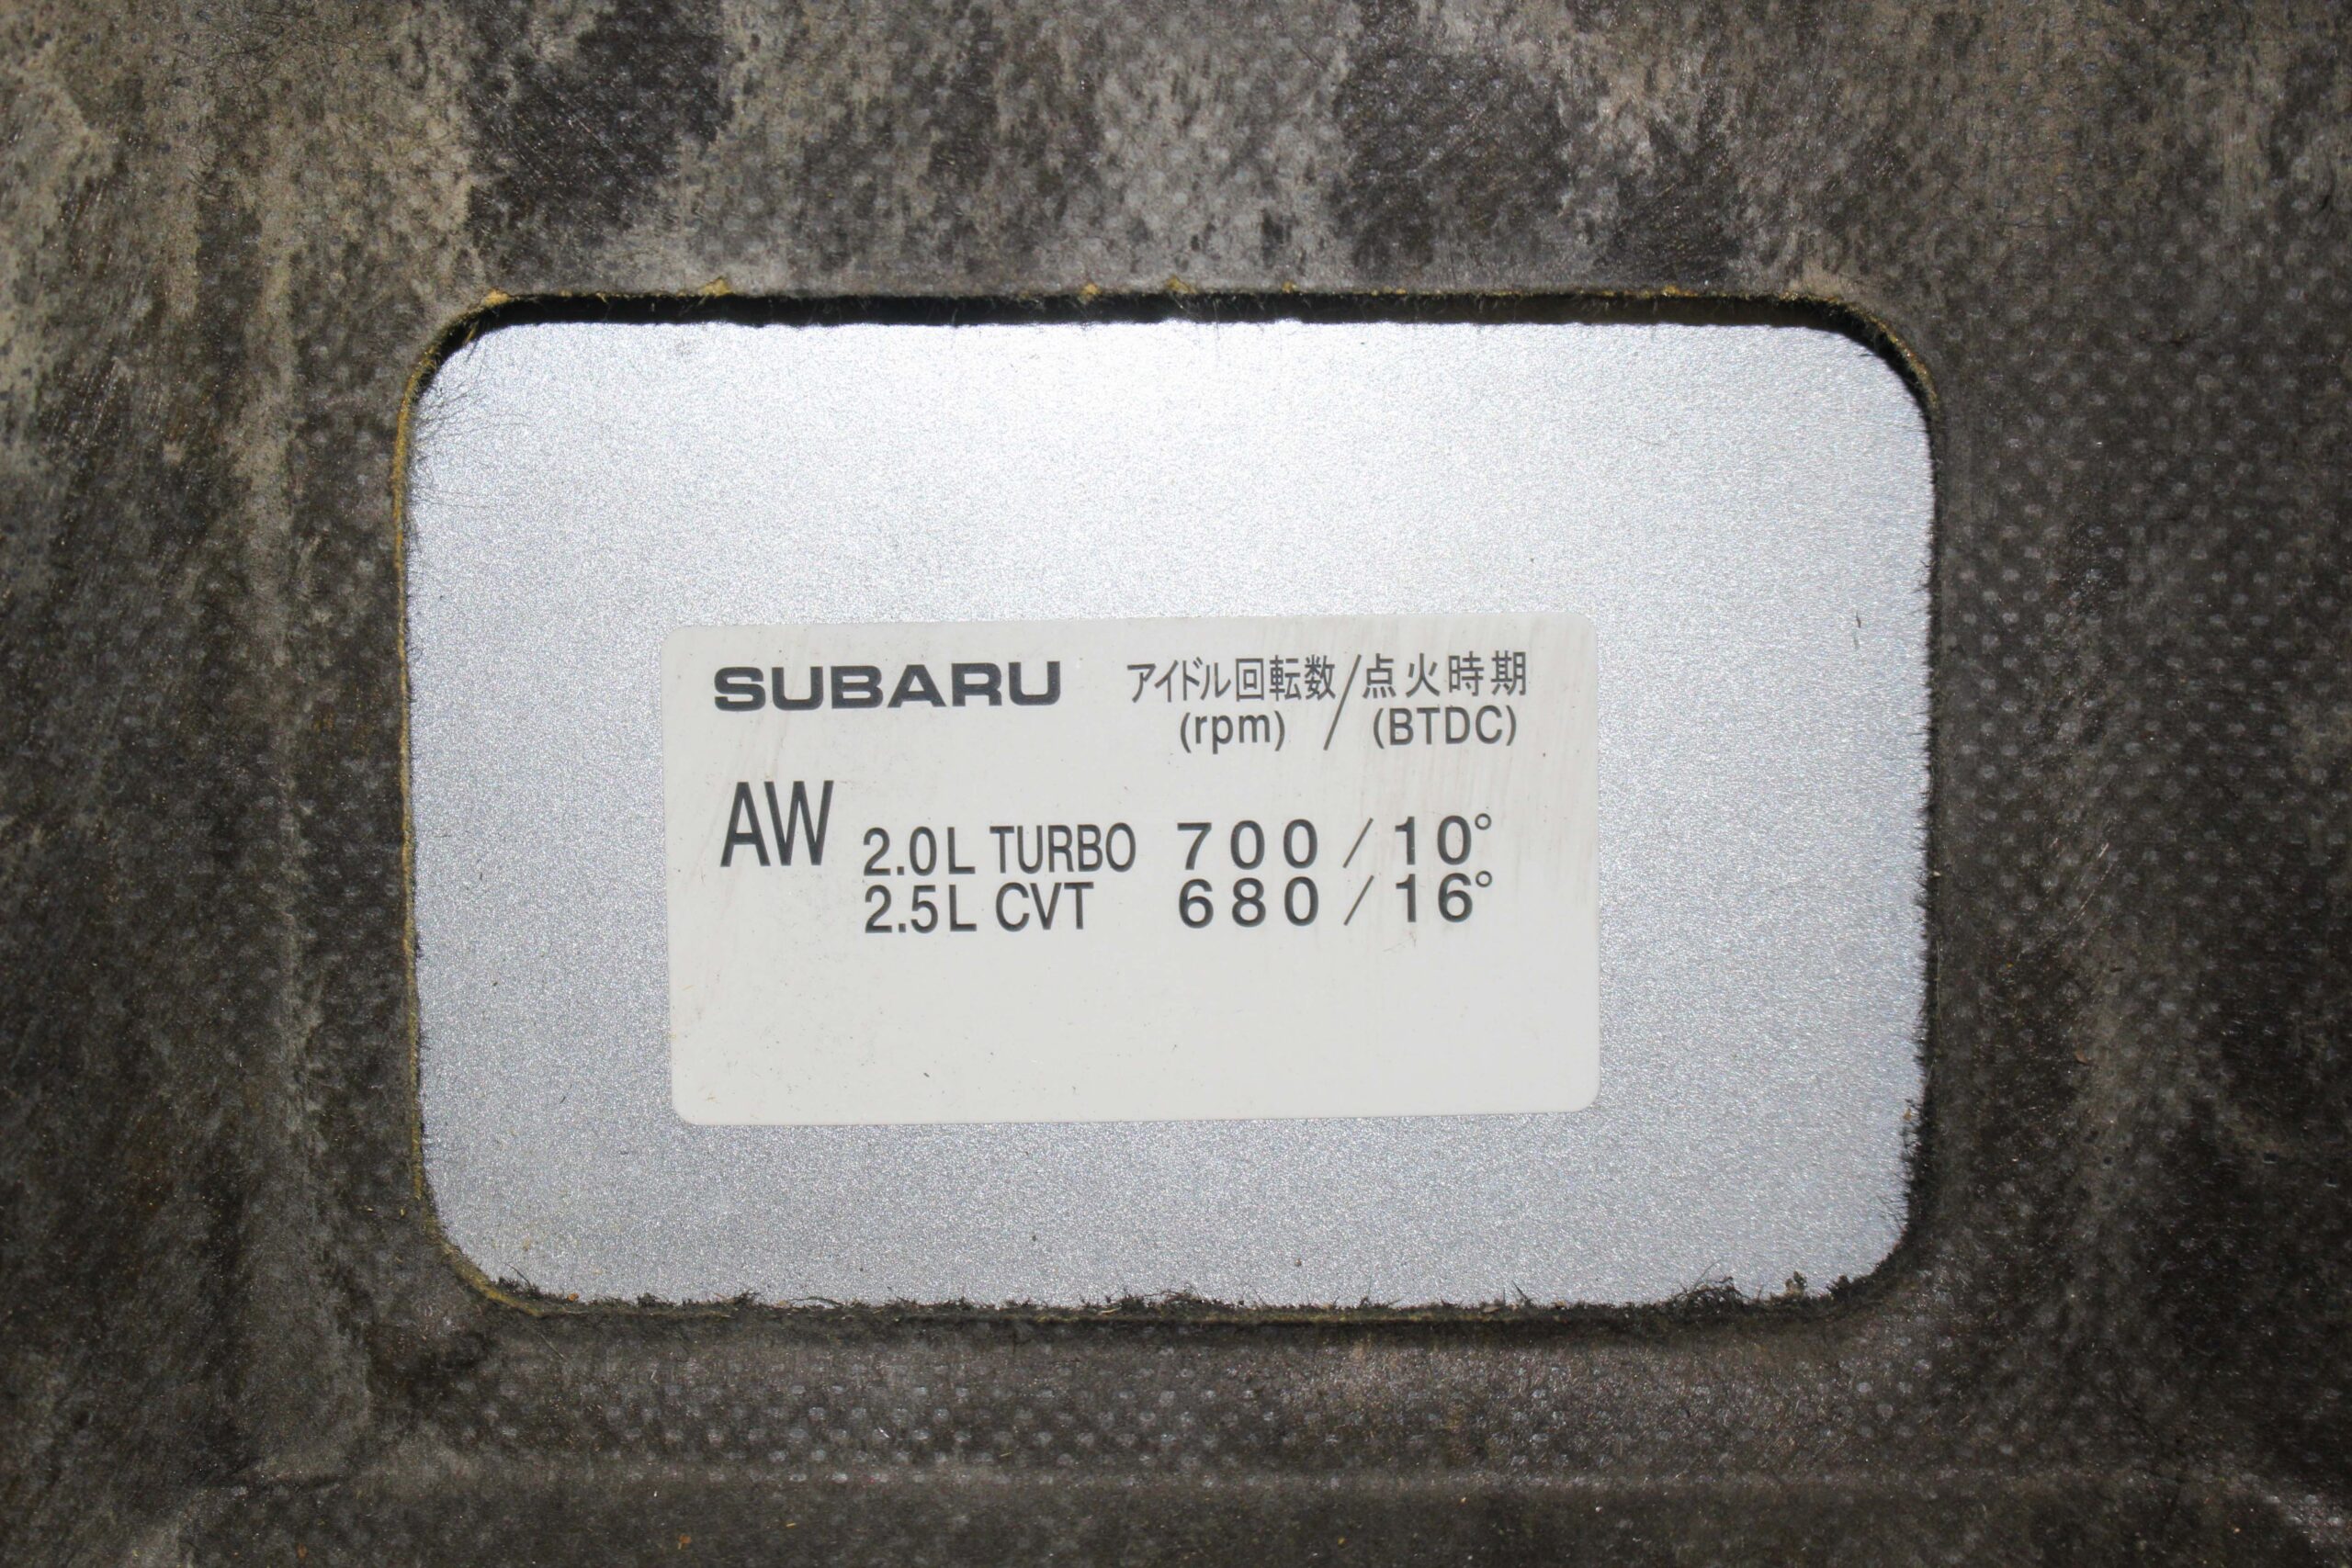 SUBARU アイドル回転数/点火時期
(rpm) / (BTDC)
AW 2.0L TURBO 700/10°
2.5L CVT 680/16°